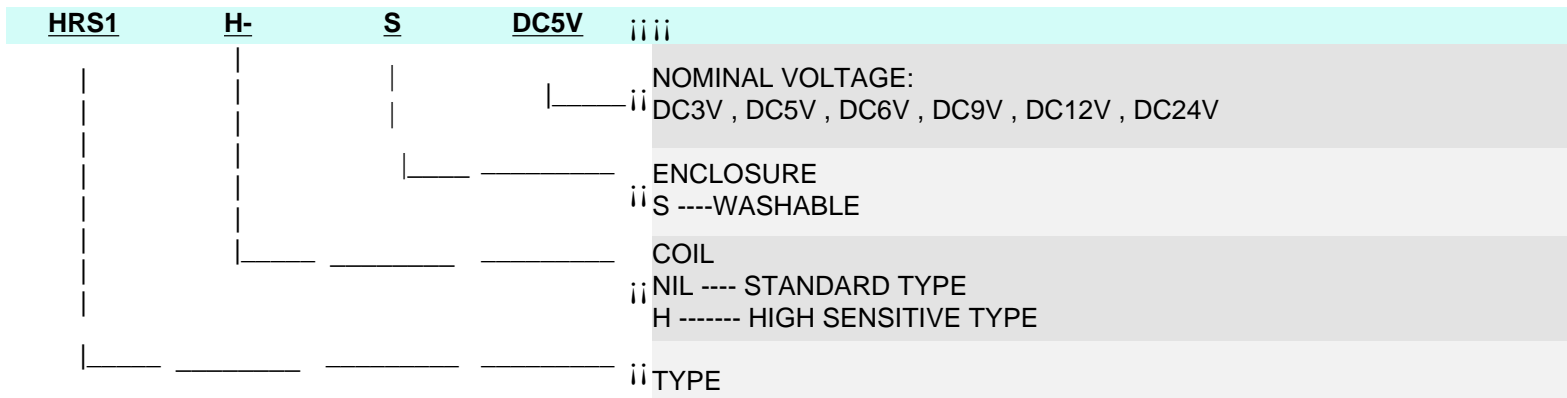 HRS1 H- S DC5V ¡¡¡¡
¡¡ NOMINAL VOLTAGE:
DC3V , DC5V , DC6V , DC9V , DC12V , DC24V
ENCLOSURE
¡¡ S ----WASHABLE
COIL
¡¡ NIL ---- STANDARD TYPE
H ------- HIGH SENSITIVE TYPE
¡¡ TYPE